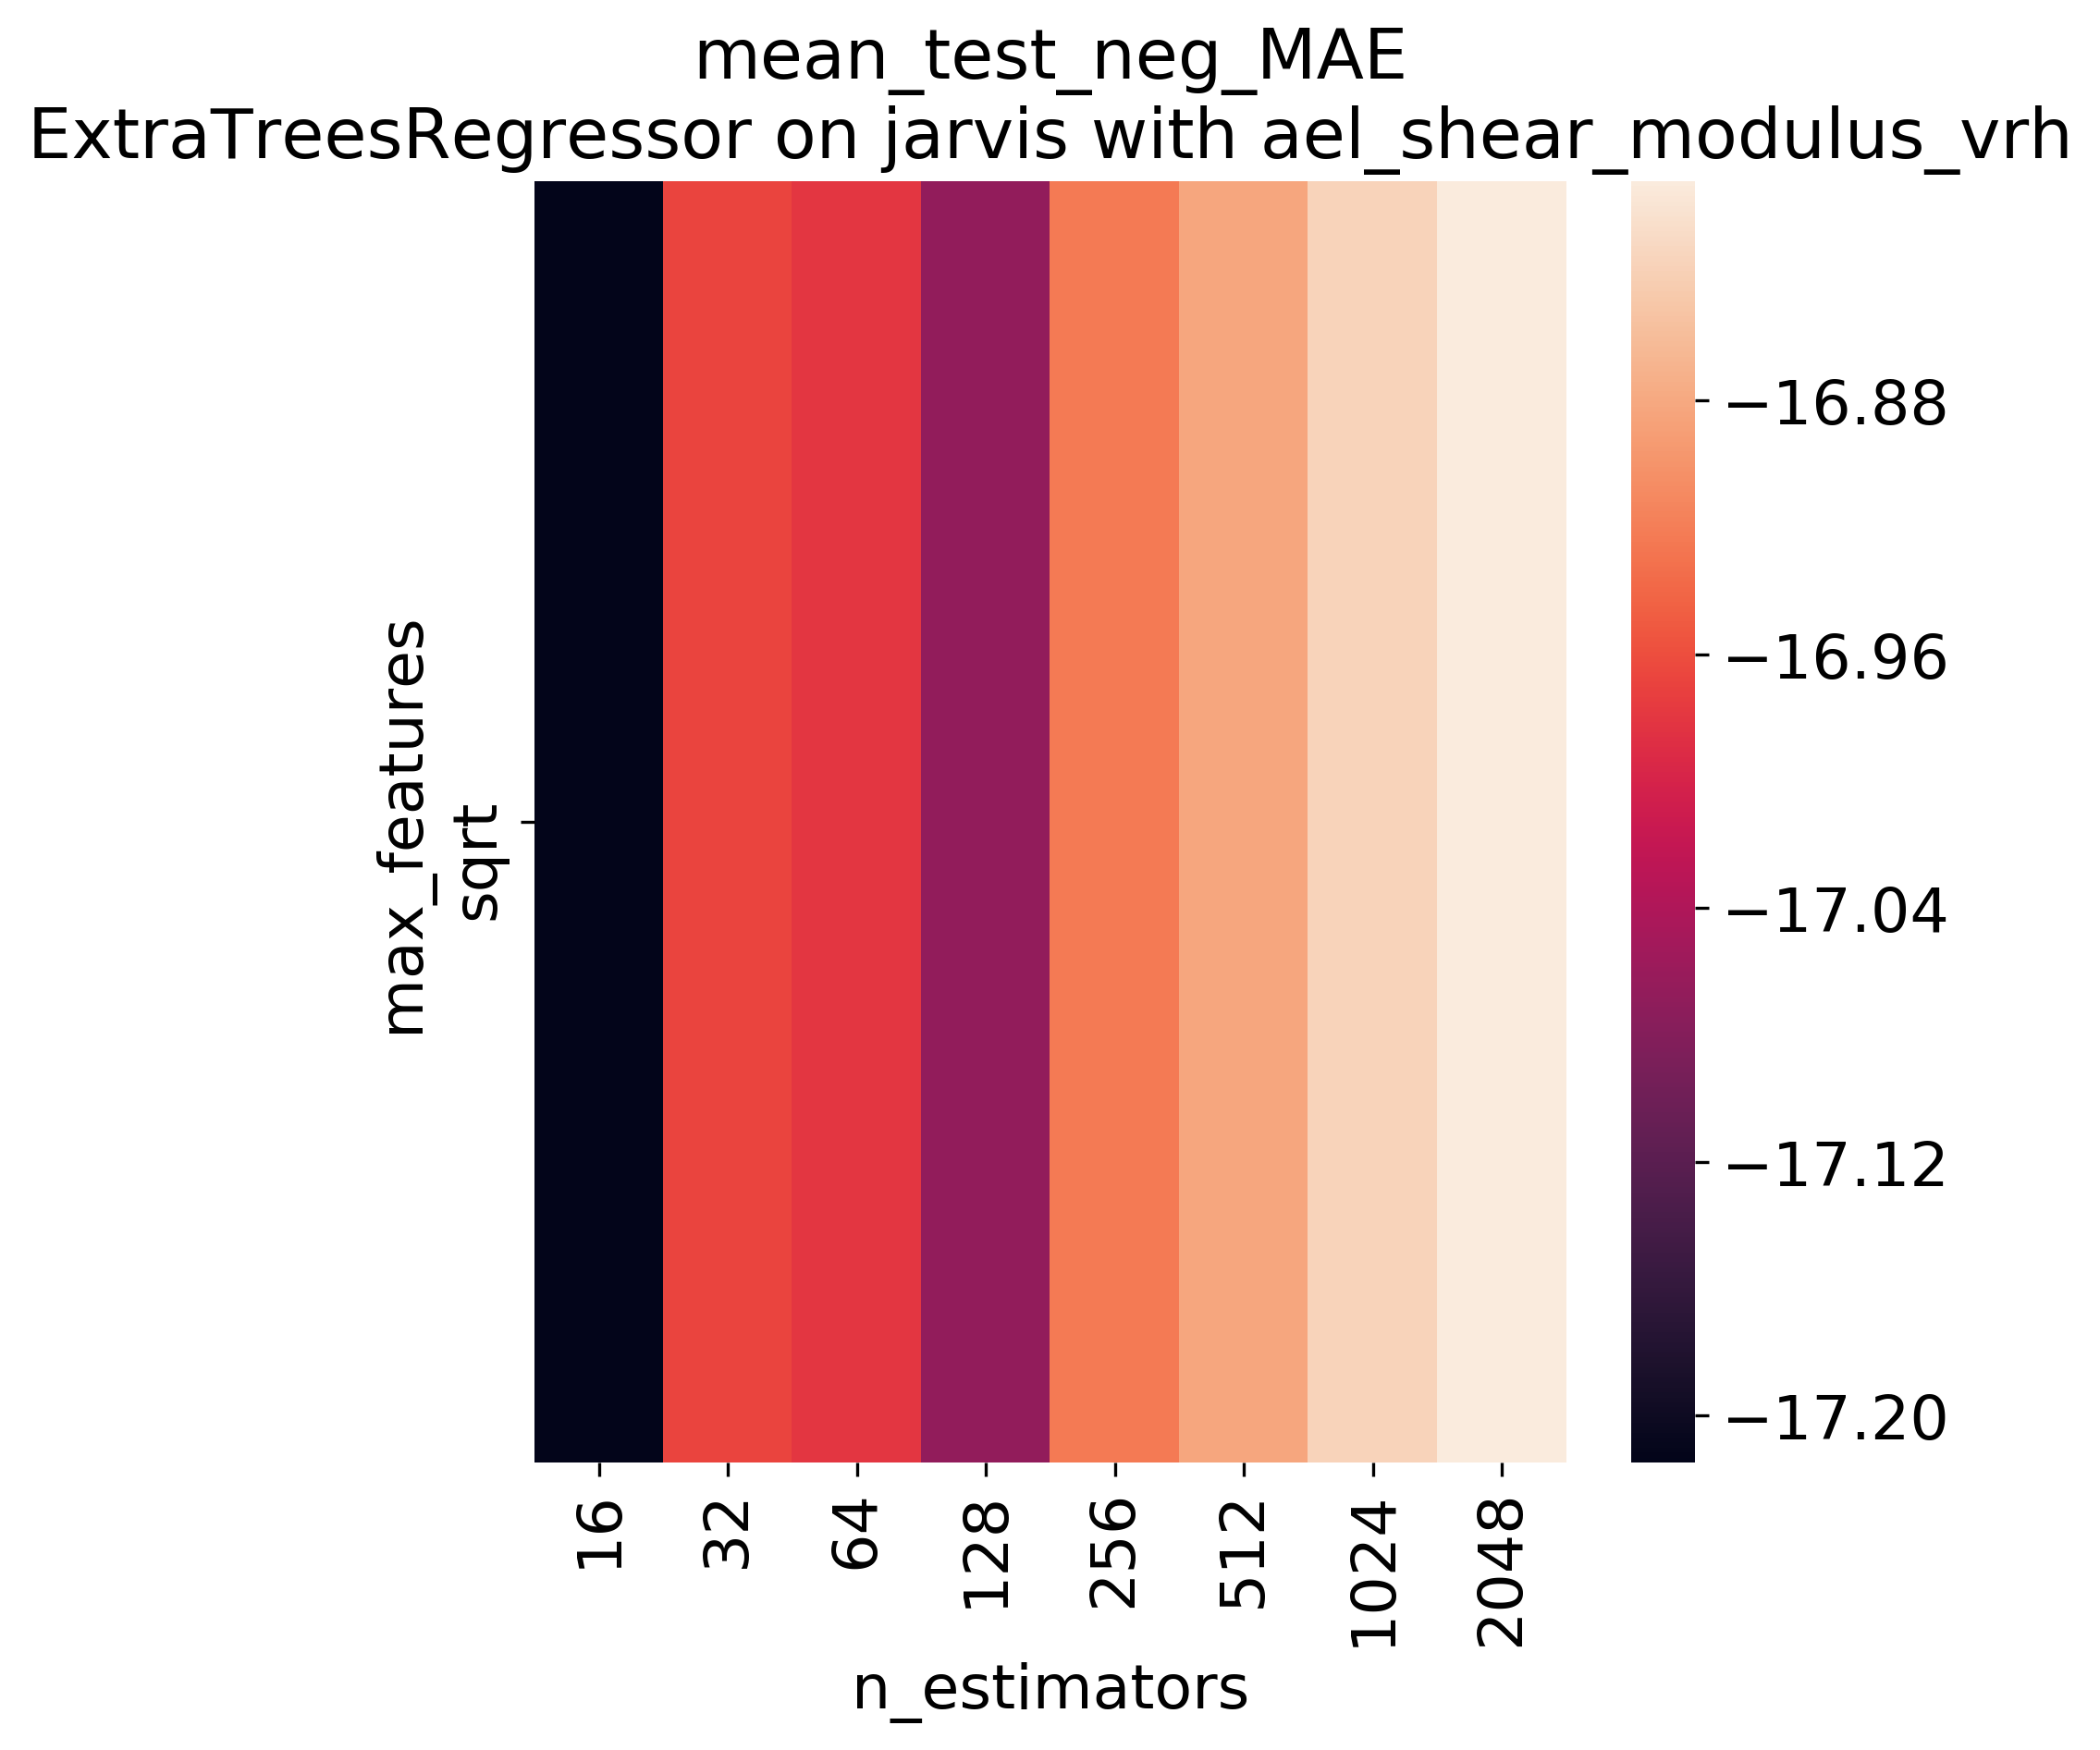 mean_test_neg_MAE
ExtraTreesRegressor on jarvis with ael_shear_modulus_vrh
max_features
sqrt
−16.88
−16.96
−17.04
−17.12
−17.20
16
32
64
128
256
512
1024
2048
n_estimators